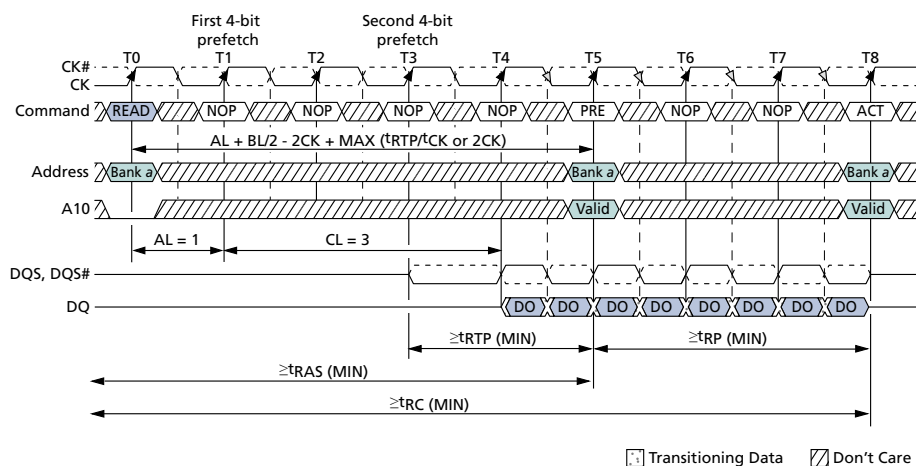 First 4-bit prefetch Second 4-bit prefetch
T0 T1 T2 T3 T4 T5 T6 T7 T8
CK#
CK
Command READ NOP NOP NOP NOP PRE NOP NOP ACT
AL + BL/2 - 2CK + MAX (tRTP/tCK or 2CK)
Address Bank a Bank a Bank a
A10 Valid Valid
AL = 1 CL = 3
DQS, DQS#
DQ DO DO DO DO DO DO DO DO
≥tRTP (MIN) ≥tRP (MIN)
≥tRAS (MIN)
≥tRC (MIN)
Transitioning Data Don't Care